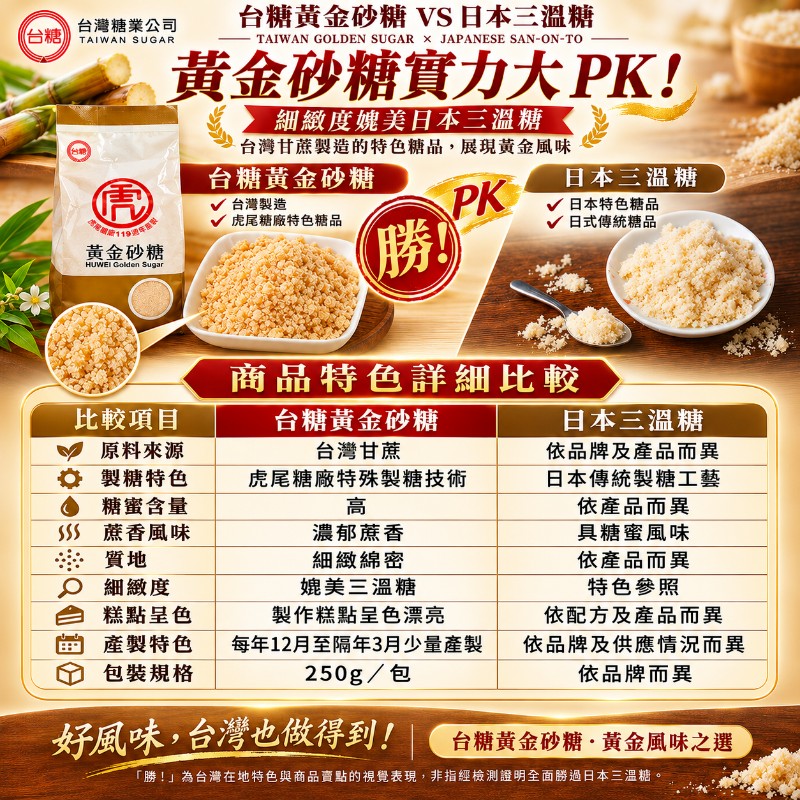 台糖
台灣糖業公司
TAIWAN SUGAR
台糖黃金砂糖 VS 日本三溫糖
TAIWAN GOLDEN SUGAR × JAPANESE SAN-ON-TO
黃金砂糖實力大PK!
細緻度媲美日本三溫糖
台灣甘蔗製造的特色糖品，展現黃金風味
台糖黃金砂糖
✓ 台灣製造
✓ 虎尾糖廠特色糖品
勝!
PK
日本三溫糖
✓ 日本特色糖品
✓ 日式傳統糖品
台糖
虎
虎尾糖廠119週年
黃金砂糖
HUWEI Golden Sugar
商品特色詳細比較
比較項目 台糖黃金砂糖 日本三溫糖
原料來源 台灣甘蔗 依品牌及產品而異
製糖特色 虎尾糖廠特殊製糖技術 日本傳統製糖工藝
糖蜜含量 高 依產品而異
蔗香風味 濃郁蔗香 具糖蜜風味
質地 細緻綿密 依產品而異
細緻度 媲美三溫糖 特色參照
糕點呈色 製作糕點呈色漂亮 依配方及產品而異
產製特色 每年12月至隔年3月少量產製 依品牌及供應情況而異
包裝規格 250g／包 依品牌而異
好風味，台灣也做得到!
台糖黃金砂糖·黃金風味之選
「勝！」為台灣在地特色與商品賣點的視覺表現，非指經檢測證明全面勝過日本三溫糖。